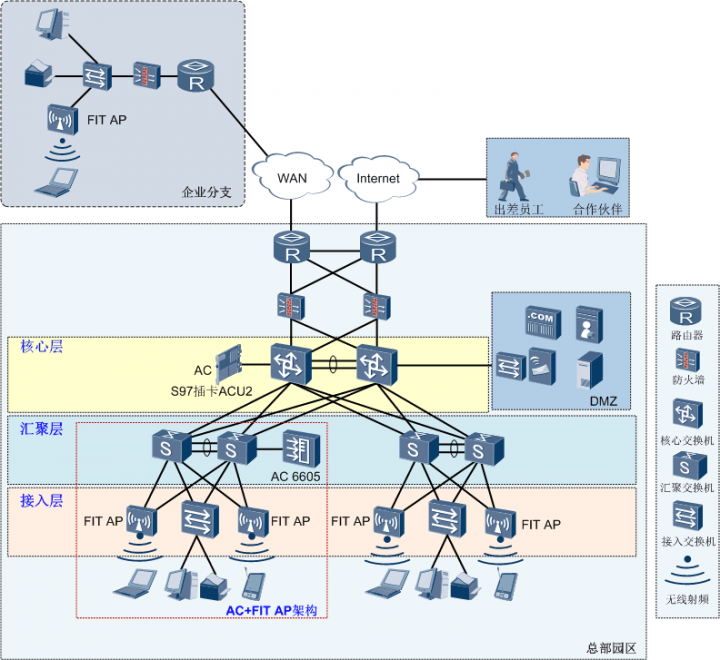 R
FIT AP
企业分支
WAN
Internet
出差员工
合作伙伴
R
R
核心层
AC
S97插卡ACU2
.COM
DMZ
汇聚层
S
S
S
S
AC 6605
接入层
FIT AP
FIT AP
FIT AP
FIT AP
AC+FIT AP架构
总部园区
R
路由器
防火墙
核心交换机
S
汇聚交换机
接入交换机
无线射频